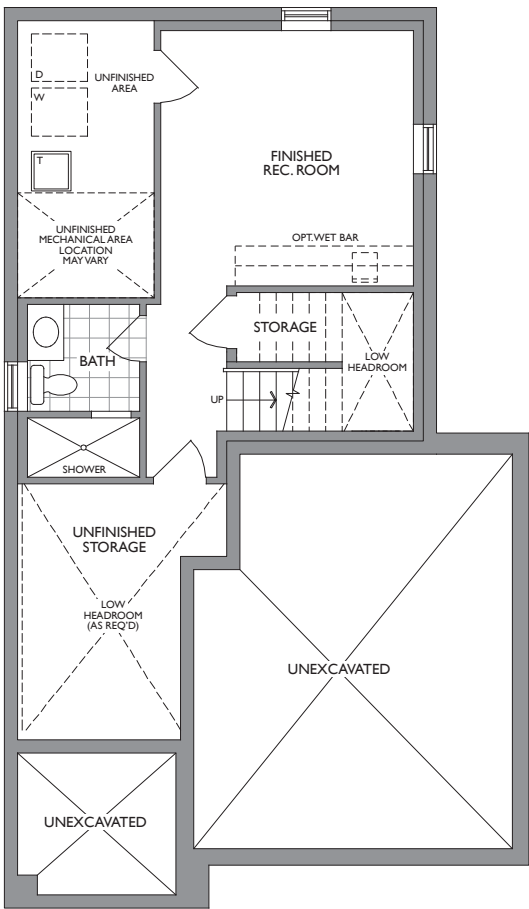 D
UNFINISHED
AREA
W
FINISHED
REC. ROOM
T
UNFINISHED
MECHANICAL AREA
LOCATION
MAY VARY
OPT. WET BAR
STORAGE
BATH
LOW
HEADROOM
UP
SHOWER
UNFINISHED
STORAGE
LOW
HEADROOM
(AS REQ'D)
UNEXCAVATED
UNEXCAVATED